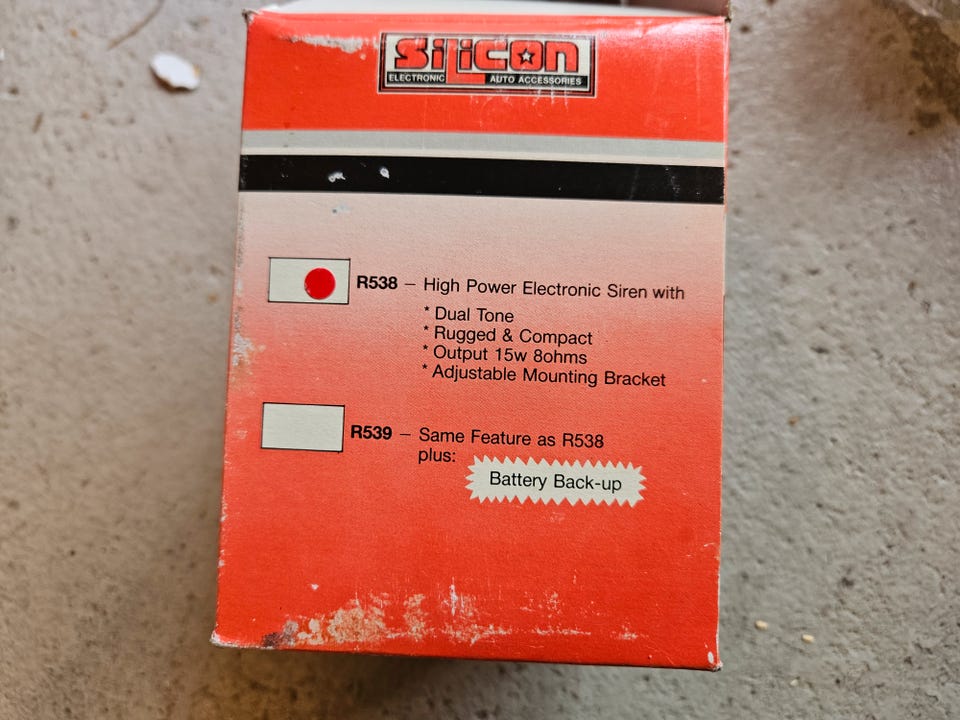 Silicon
ELECTRONIC AUTO ACCESSORIES
R538 – High Power Electronic Siren with
* Dual Tone
* Rugged & Compact
* Output 15w 8ohms
* Adjustable Mounting Bracket
R539 – Same Feature as R538
plus:
Battery Back-up